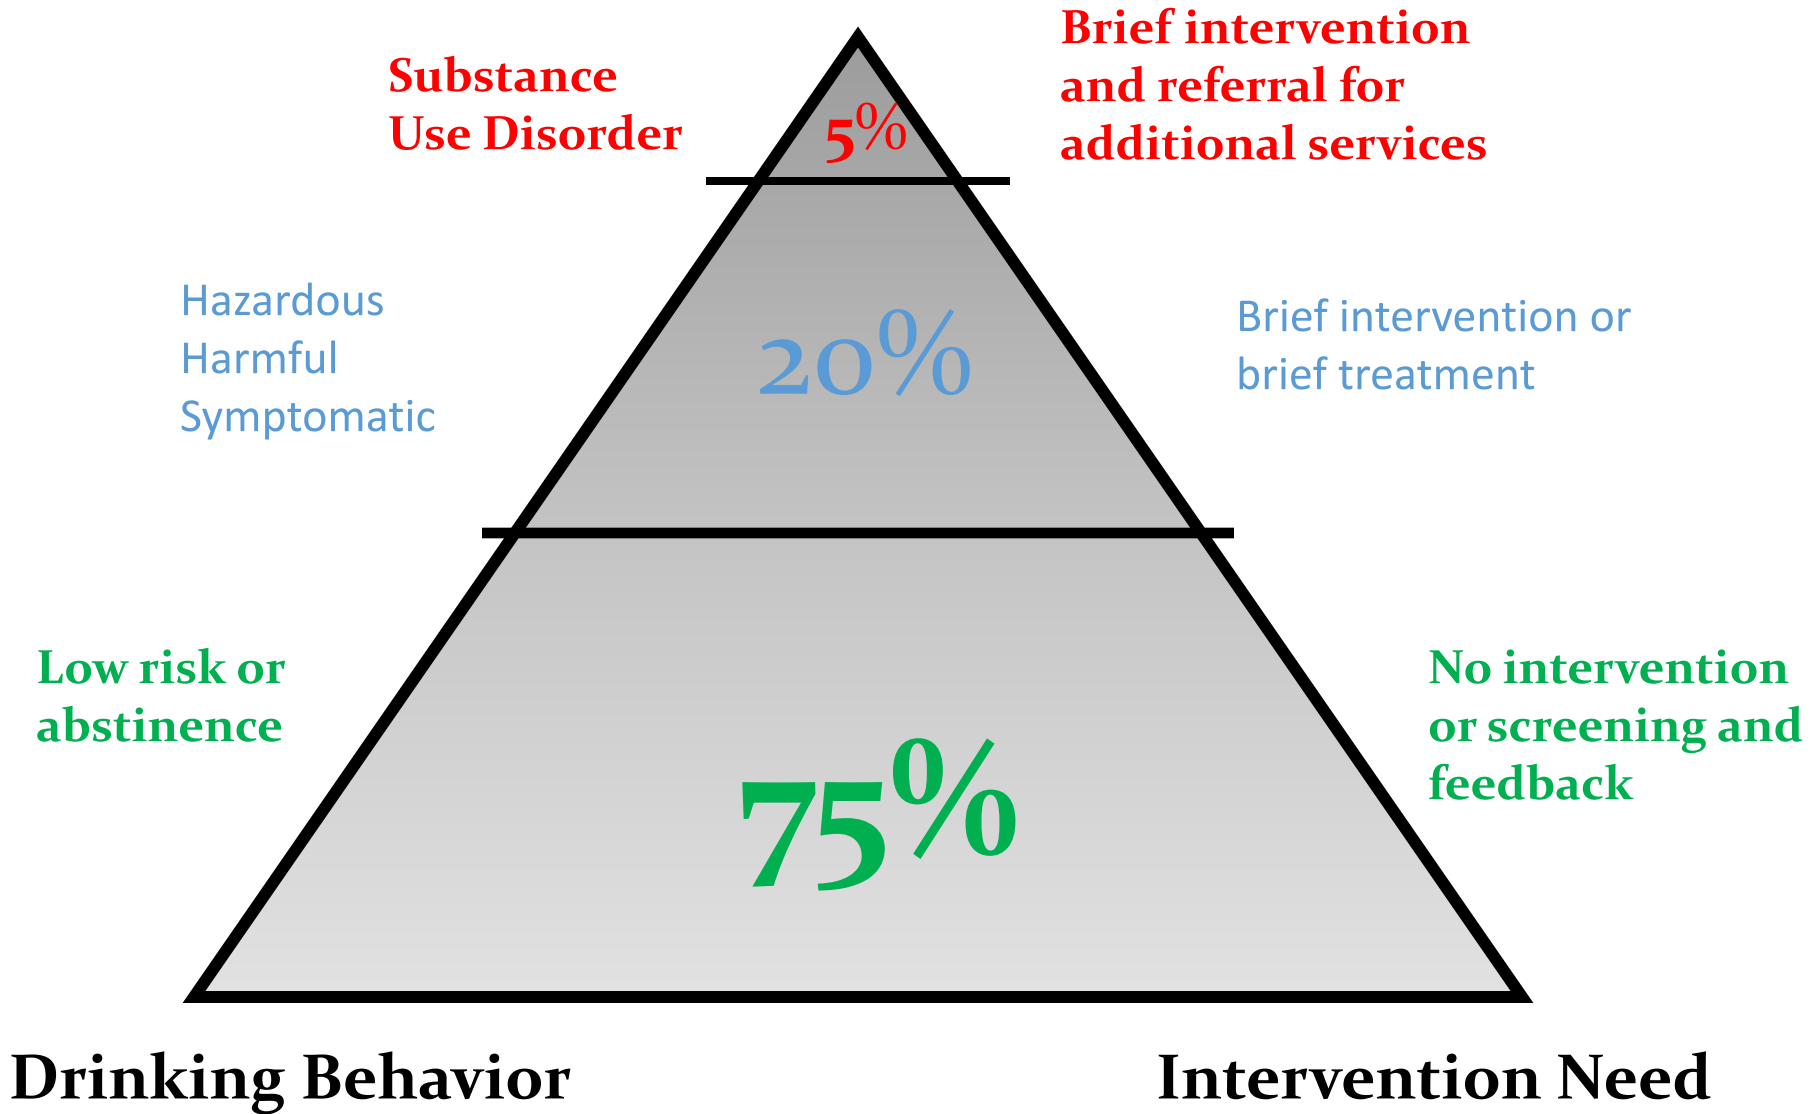 Substance
Use Disorder
5%
Brief intervention
and referral for
additional services
Hazardous
Harmful
Symptomatic
20%
Brief intervention or
brief treatment
Low risk or
abstinence
75%
No intervention
or screening and
feedback
Drinking Behavior
Intervention Need